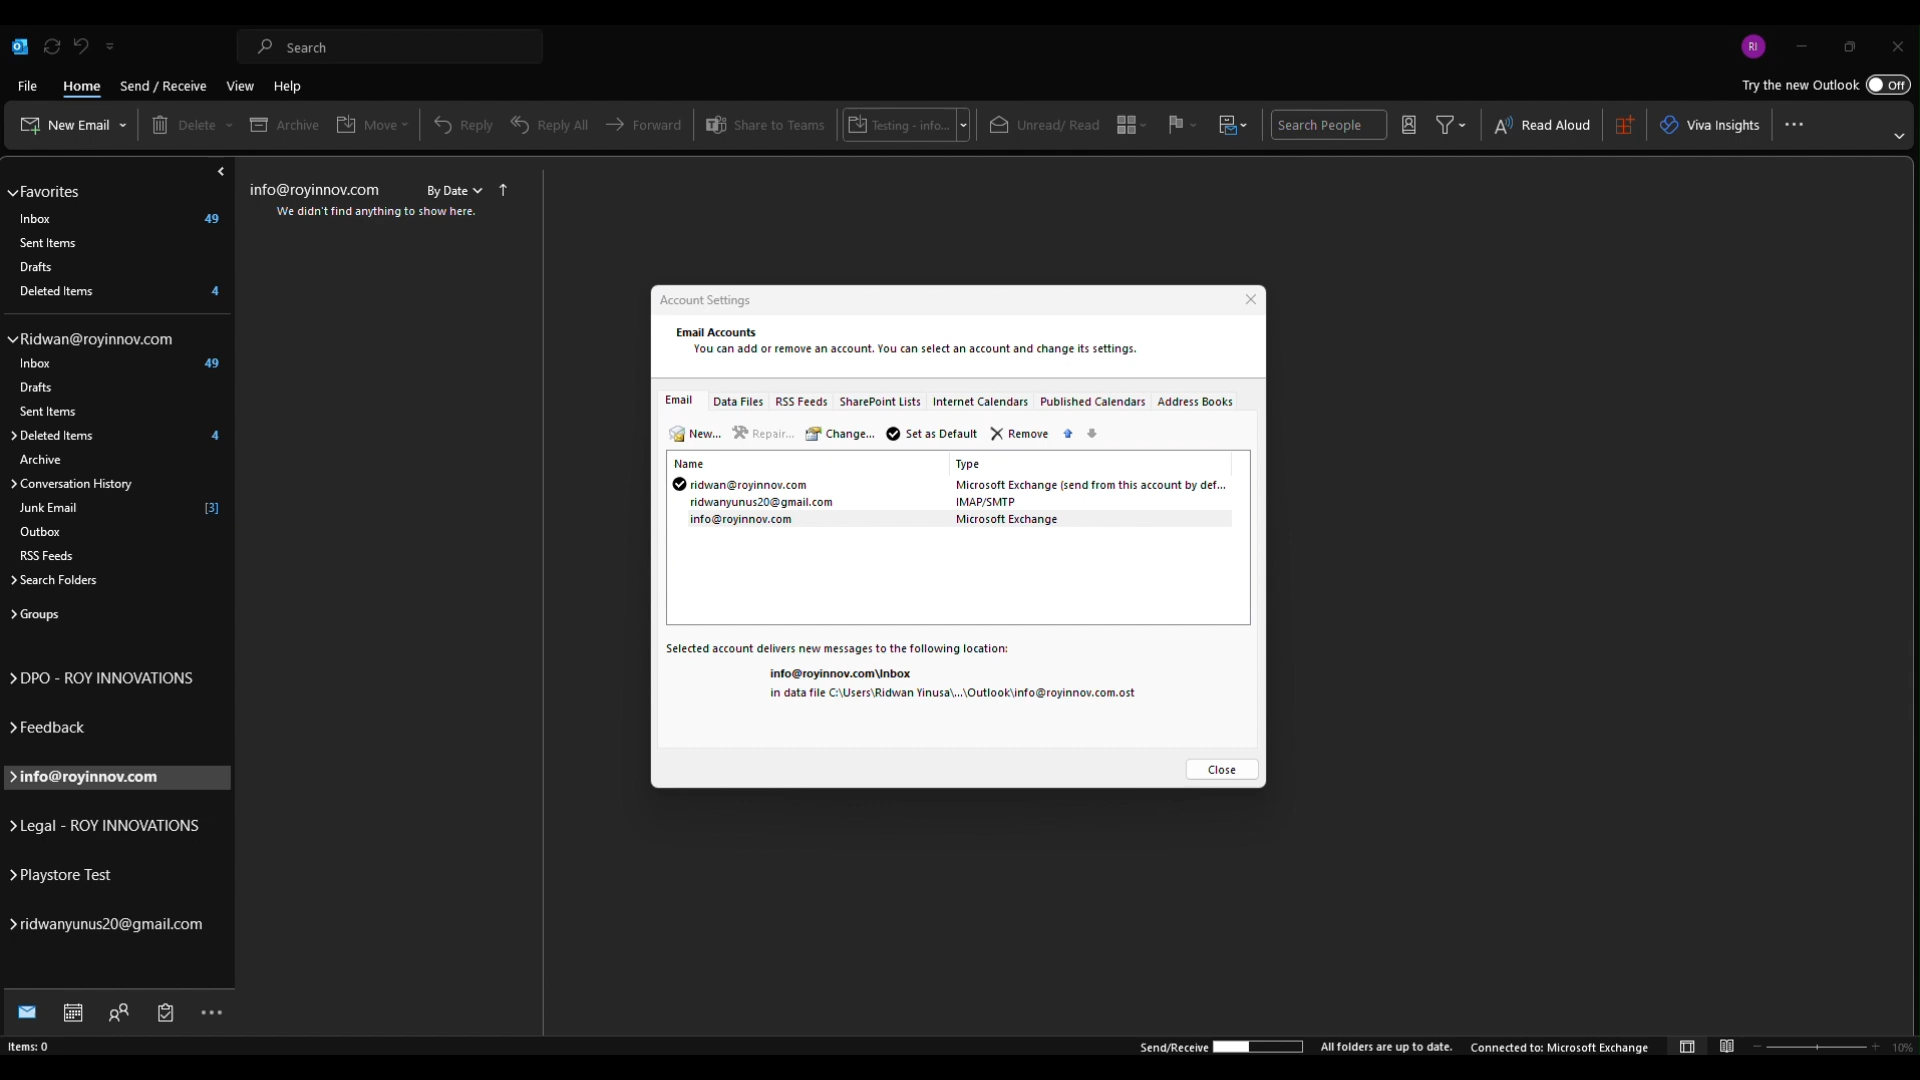 Search
RI
File Home Send / Receive View Help
Try the new Outlook Off
New Email Delete Archive Move Reply Reply All Forward Share to Teams Testing - info... Unread/ Read Search People Read Aloud Viva Insights
Favorites
Inbox 49
Sent Items
Drafts
Deleted Items 4
Ridwan@royinnov.com
Inbox 49
Drafts
Sent Items
Deleted Items 4
Archive
Conversation History
Junk Email [3]
Outbox
RSS Feeds
Search Folders
Groups
DPO - ROY INNOVATIONS
Feedback
info@royinnov.com
Legal - ROY INNOVATIONS
Playstore Test
ridwanyunus20@gmail.com
info@royinnov.com By Date
We didn't find anything to show here.
Account Settings
Email Accounts
You can add or remove an account. You can select an account and change its settings.
Email Data Files RSS Feeds SharePoint Lists Internet Calendars Published Calendars Address Books
New... Repair... Change... Set as Default Remove
Name Type
ridwan@royinnov.com Microsoft Exchange (send from this account by def...
ridwanyunus20@gmail.com IMAP/SMTP
info@royinnov.com Microsoft Exchange
Selected account delivers new messages to the following location:
info@royinnov.com\Inbox
in data file C:\Users\Ridwan Yinusa\...\Outlook\info@royinnov.com.ost
Close
Items: 0
Send/Receive All folders are up to date. Connected to: Microsoft Exchange 10%